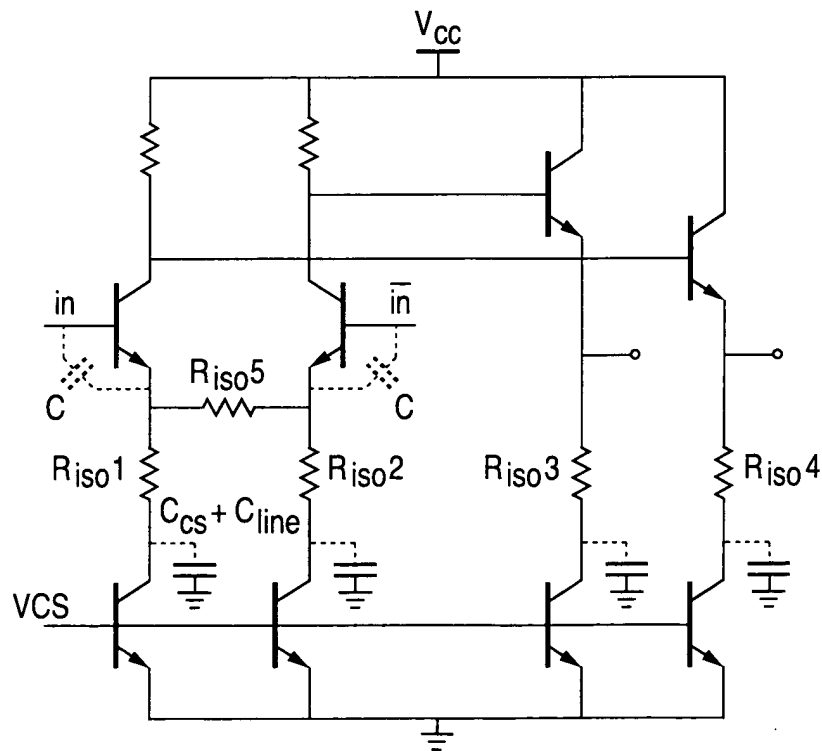 Vcc
in
in
Riso5
C
C
Riso1
Riso2
Riso3
Riso4
Ccs + Cline
VCS